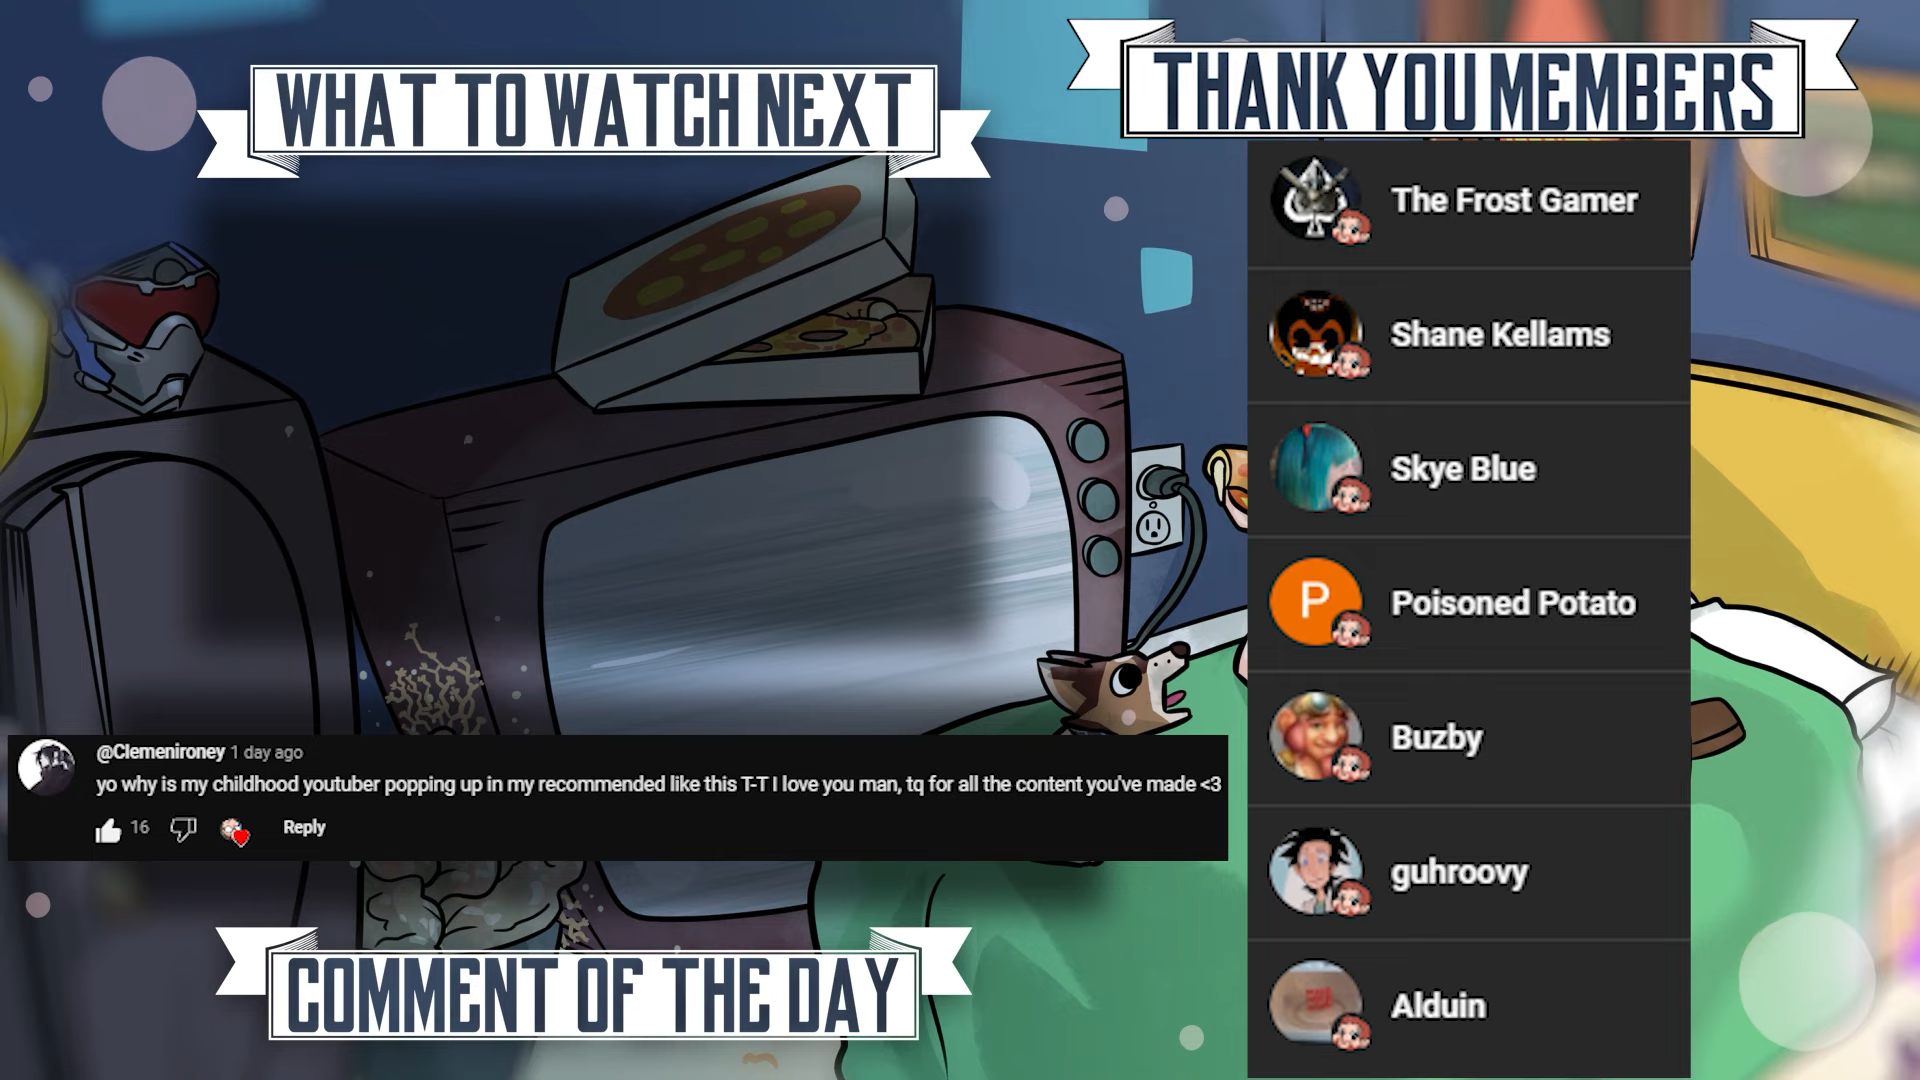 WHAT TO WATCH NEXT
THANK YOU MEMBERS
The Frost Gamer
Shane Kellams
Skye Blue
P
Poisoned Potato
Buzby
guhroovy
Alduin
@Clemenironey 1 day ago
yo why is my childhood youtuber popping up in my recommended like this T-T I love you man, tq for all the content you've made <3
16 Reply
COMMENT OF THE DAY